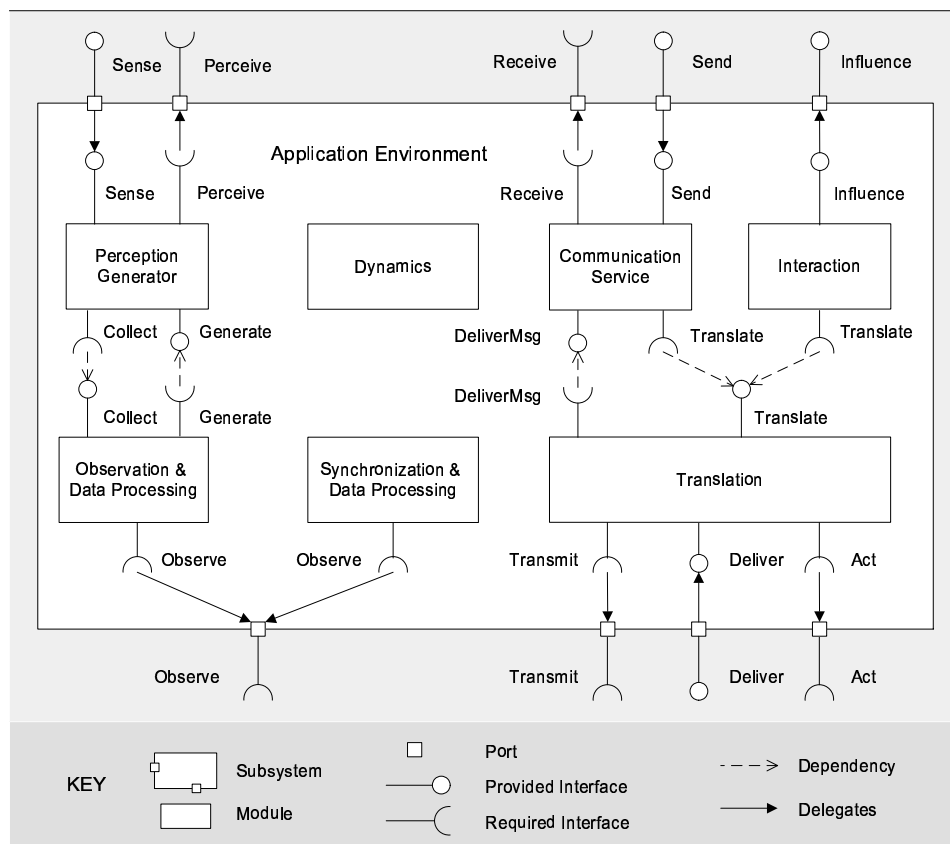 Sense
Perceive
Receive
Send
Influence
Application Environment
Sense
Perceive
Receive
Send
Influence
Perception
Generator
Dynamics
Communication
Service
Interaction
Collect
Generate
DeliverMsg
Translate
Translate
Collect
Generate
DeliverMsg
Translate
Observation &
Data Processing
Synchronization &
Data Processing
Translation
Observe
Observe
Transmit
Deliver
Act
Observe
Transmit
Deliver
Act
KEY
Subsystem
Module
Port
Provided Interface
Required Interface
Dependency
Delegates